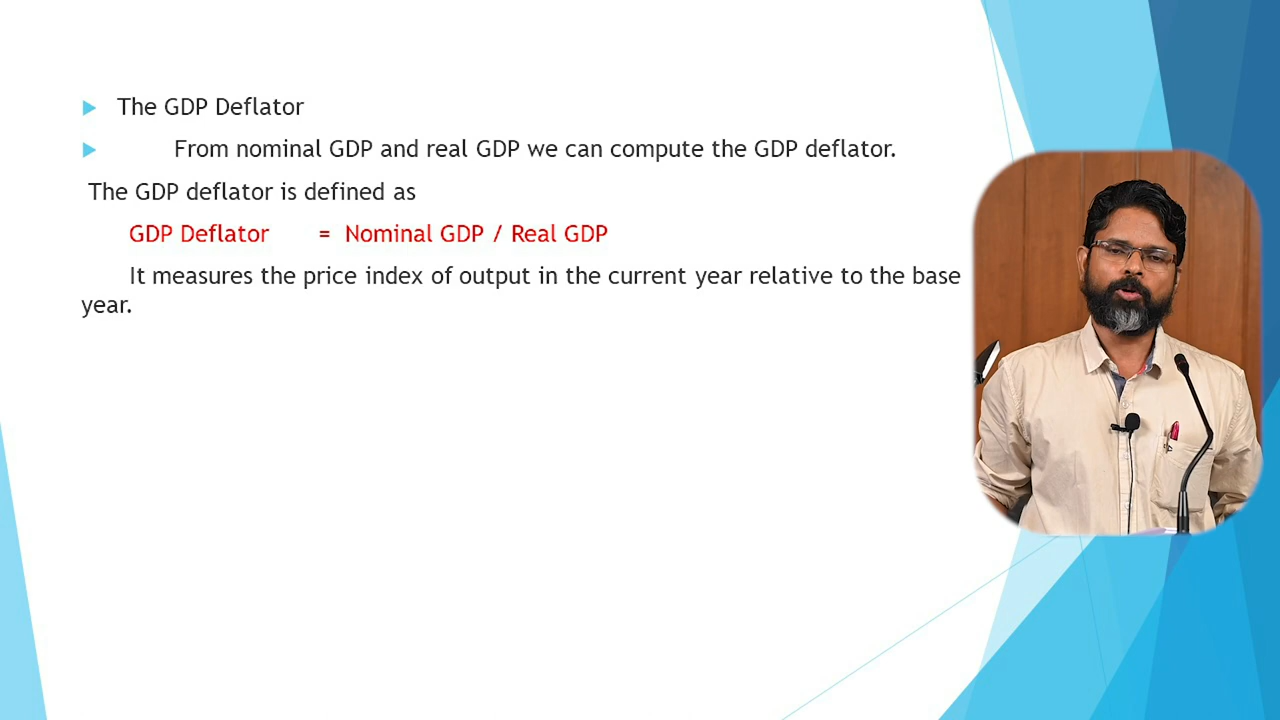 The GDP Deflator
From nominal GDP and real GDP we can compute the GDP deflator.
The GDP deflator is defined as
GDP Deflator = Nominal GDP / Real GDP
It measures the price index of output in the current year relative to the base
year.